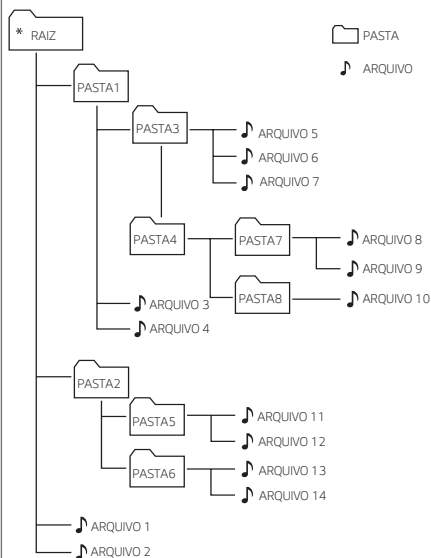 * RAIZ
PASTA
ARQUIVO
PASTA1
PASTA3
ARQUIVO 5
ARQUIVO 6
ARQUIVO 7
PASTA4
PASTA7
ARQUIVO 8
ARQUIVO 9
PASTA8
ARQUIVO 10
ARQUIVO 3
ARQUIVO 4
PASTA2
PASTA5
ARQUIVO 11
ARQUIVO 12
PASTA6
ARQUIVO 13
ARQUIVO 14
ARQUIVO 1
ARQUIVO 2